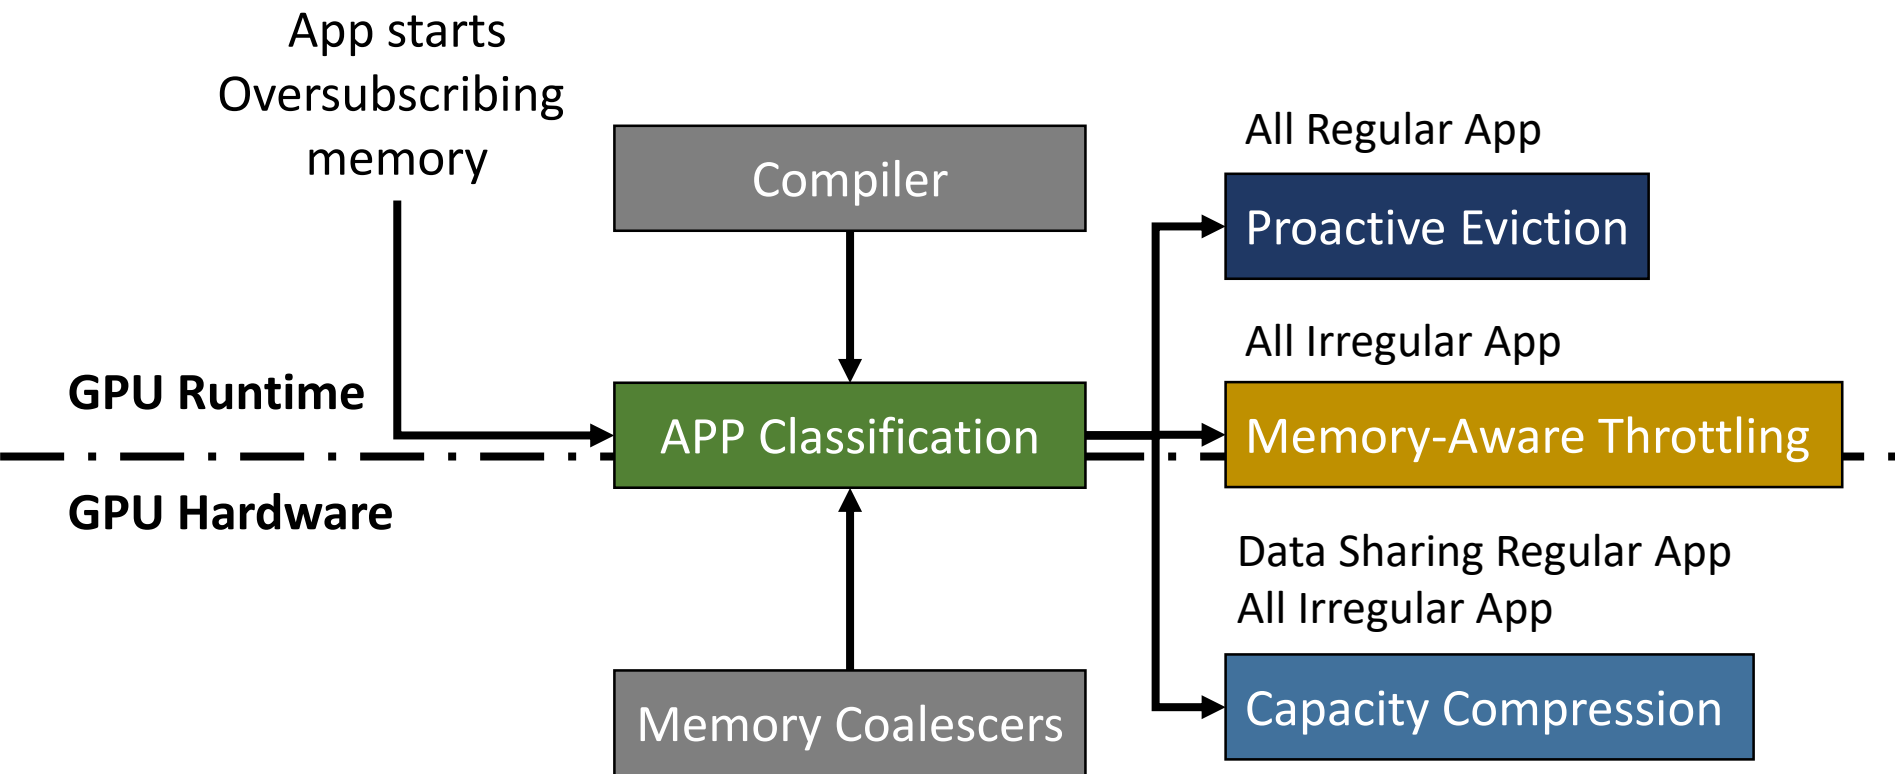 App starts
Oversubscribing
memory
Compiler
All Regular App
Proactive Eviction
All Irregular App
GPU Runtime
APP Classification
Memory-Aware Throttling
GPU Hardware
Data Sharing Regular App
All Irregular App
Memory Coalescers
Capacity Compression